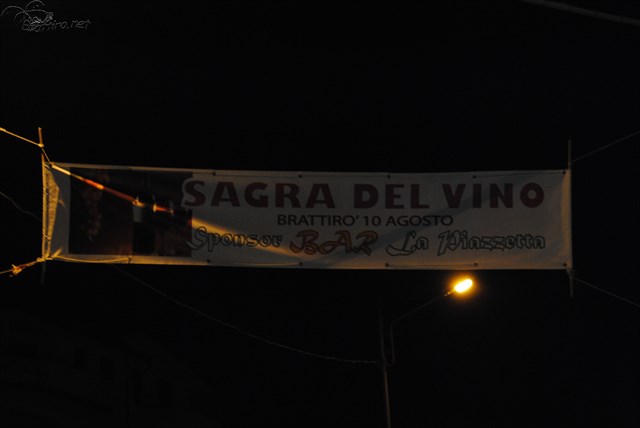 SAGRA DEL VINO
BRATTIRO' 10 AGOSTO
Sponsor BAR La Piazzetta